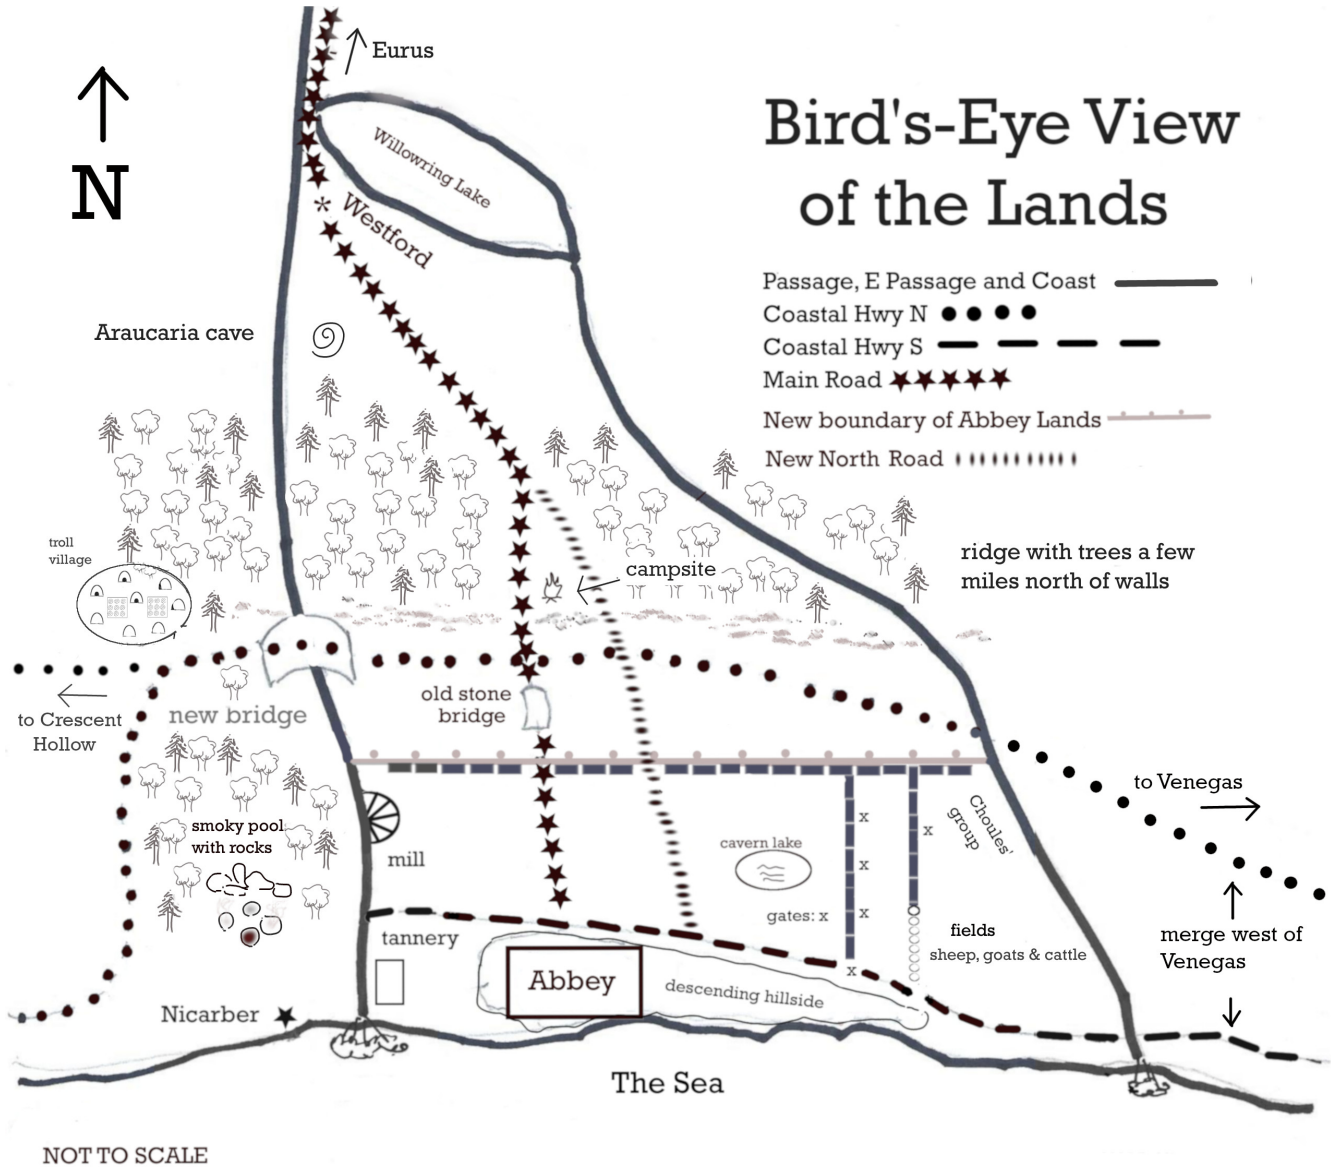 Eurus
N
Bird's-Eye View
of the Lands
Willowring Lake
Westford
Passage, E Passage and Coast
Coastal Hwy N
Coastal Hwy S
Main Road
New boundary of Abbey Lands
New North Road
Araucaria cave
troll
village
campsite
ridge with trees a few
miles north of walls
to Crescent
Hollow
new bridge
old stone
bridge
to Venegas
Choules'
group
smoky pool
with rocks
mill
cavern lake
x
x
x
x
gates: x
x
tannery
fields
sheep, goats & cattle
merge west of
Venegas
Abbey
descending hillside
Nicarber
The Sea
NOT TO SCALE